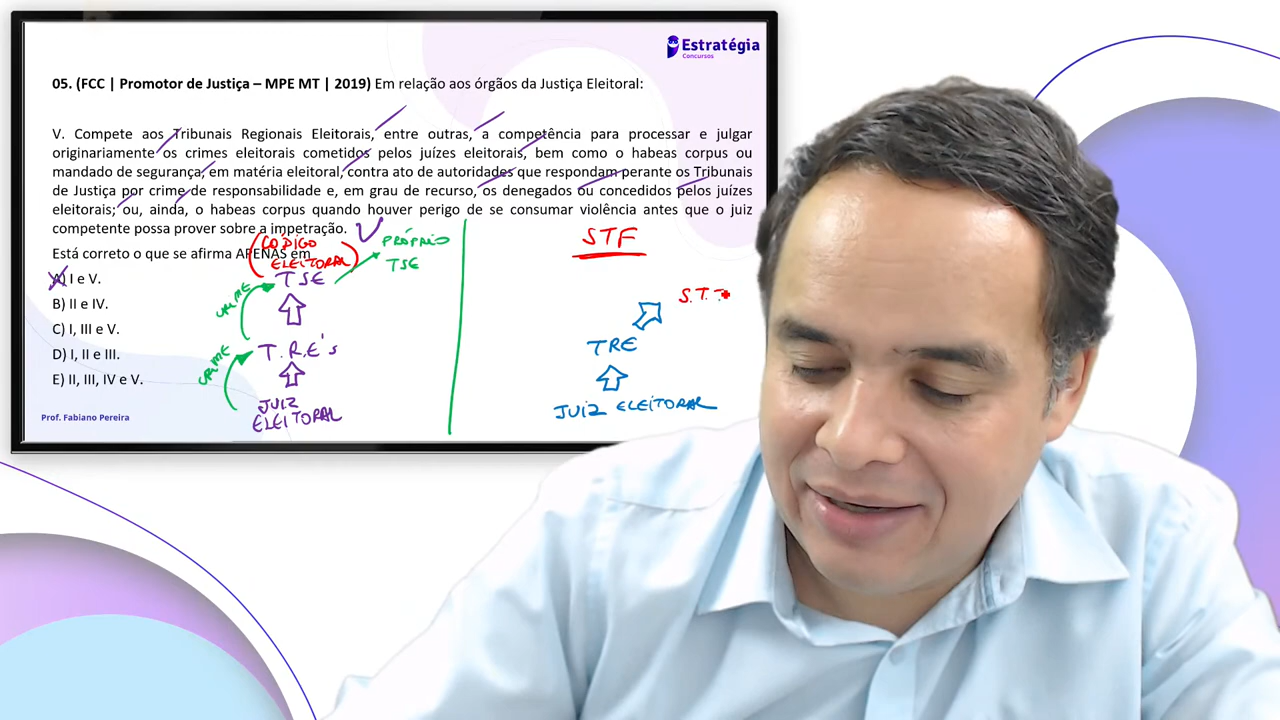 Estratégia
Concursos
05. (FCC | Promotor de Justiça – MPE MT | 2019) Em relação aos órgãos da Justiça Eleitoral:
V. Compete aos Tribunais Regionais Eleitorais, entre outras, a competência para processar e julgar
originariamente os crimes eleitorais cometidos pelos juízes eleitorais, bem como o habeas corpus ou
mandado de segurança, em matéria eleitoral, contra ato de autoridades que respondam perante os Tribunais
de Justiça por crime de responsabilidade e, em grau de recurso, os denegados ou concedidos pelos juízes
eleitorais; ou, ainda, o habeas corpus quando houver perigo de se consumar violência antes que o juiz
competente possa prover sobre a impetração.
Está correto o que se afirma APENAS em
A) I e V.
B) II e IV.
C) I, III e V.
D) I, II e III.
E) II, III, IV e V.
Prof. Fabiano Pereira
(CÓDIGO
ELEITORAL)
TSE
PRÓPRIO
TSE
CRIME
T.R.E's
CRIME
JUIZ
ELEITORAL
STF
TRE
JUIZ ELEITORAL